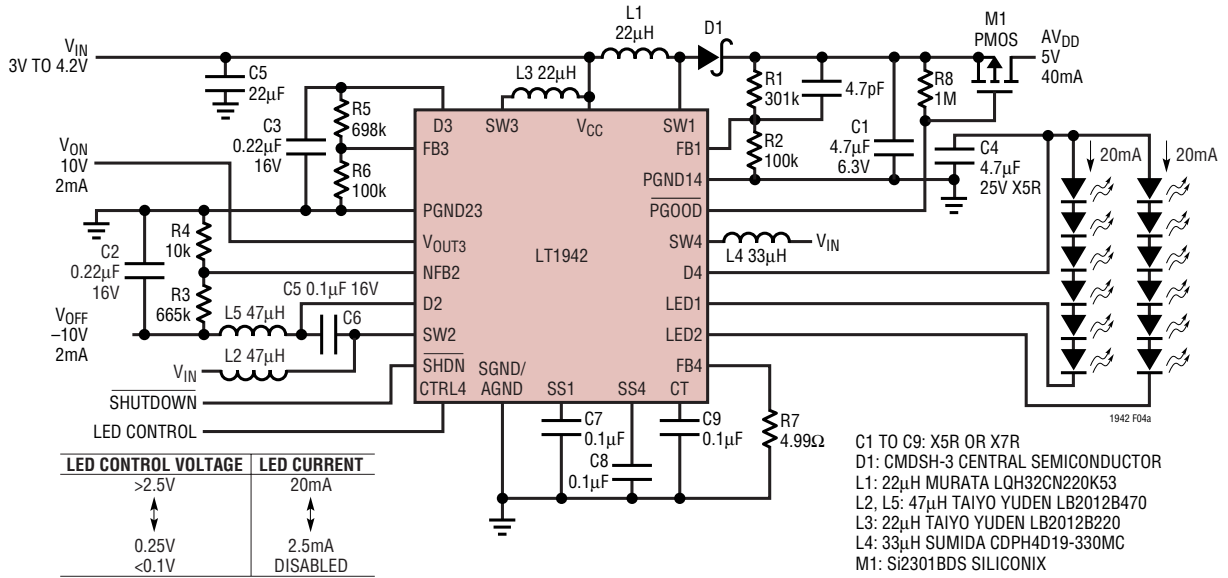 L1
22µH
D1
M1
PMOS
VIN
3V TO 4.2V
AVDD
5V
40mA
C5
22µF
L3 22µH
R1
301k
4.7pF
R8
1M
R5
698k
C3
0.22µF
16V
D3
SW3
VCC
SW1
FB3
FB1
R2
100k
C1
4.7µF
6.3V
C4
4.7µF
25V X5R
20mA
20mA
VON
10V
2mA
R6
100k
PGND14
PGND23
PGOOD
R4
10k
VOUT3
SW4
L4 33µH
VIN
LT1942
C2
0.22µF
16V
NFB2
D4
R3
665k
C5 0.1µF 16V
D2
LED1
VOFF
–10V
2mA
L5 47µH
C6
SW2
LED2
L2 47µH
VIN
SHDN
SGND/
AGND
FB4
SHUTDOWN
CTRL4
SS1
SS4
CT
LED CONTROL
C7
0.1µF
C8
0.1µF
C9
0.1µF
R7
4.99Ω
1942 F04a
LED CONTROL VOLTAGE LED CURRENT
>2.5V 20mA
0.25V 2.5mA
<0.1V DISABLED
C1 TO C9: X5R OR X7R
D1: CMDSH-3 CENTRAL SEMICONDUCTOR
L1: 22µH MURATA LQH32CN220K53
L2, L5: 47µH TAIYO YUDEN LB2012B470
L3: 22µH TAIYO YUDEN LB2012B220
L4: 33µH SUMIDA CDPH4D19-330MC
M1: Si2301BDS SILICONIX